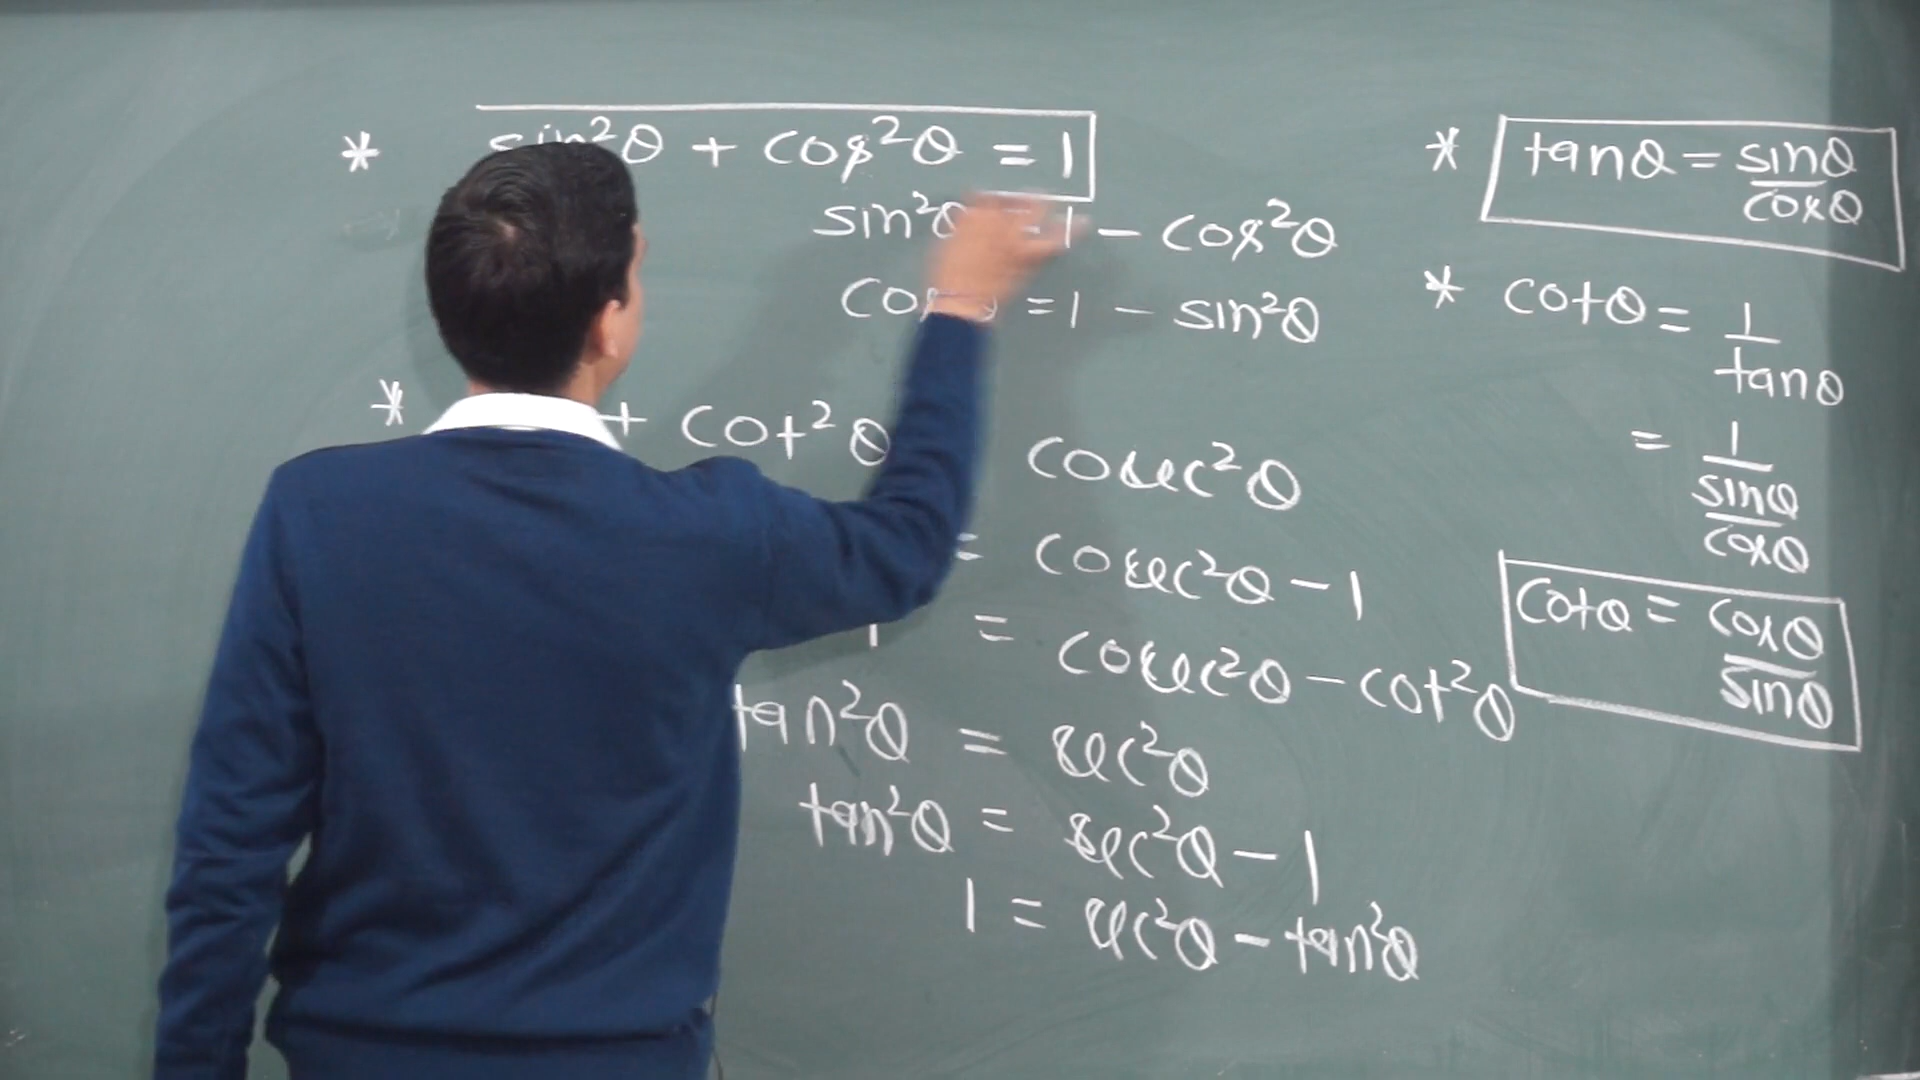 * sin²θ + cos²θ = 1
sin²θ = 1 - cos²θ
= 1 - sin²θ
* + cot²θ cosec²θ
= cosec²θ - 1
1 = cosec²θ - cot²θ
tan²θ = sec²θ
tan²θ = sec²θ - 1
1 = sec²θ - tan²θ
* tanθ = sinθ
cosθ
* cotθ = 1
tanθ
= 1
sinθ
cosθ
cotθ = cosθ
sinθ